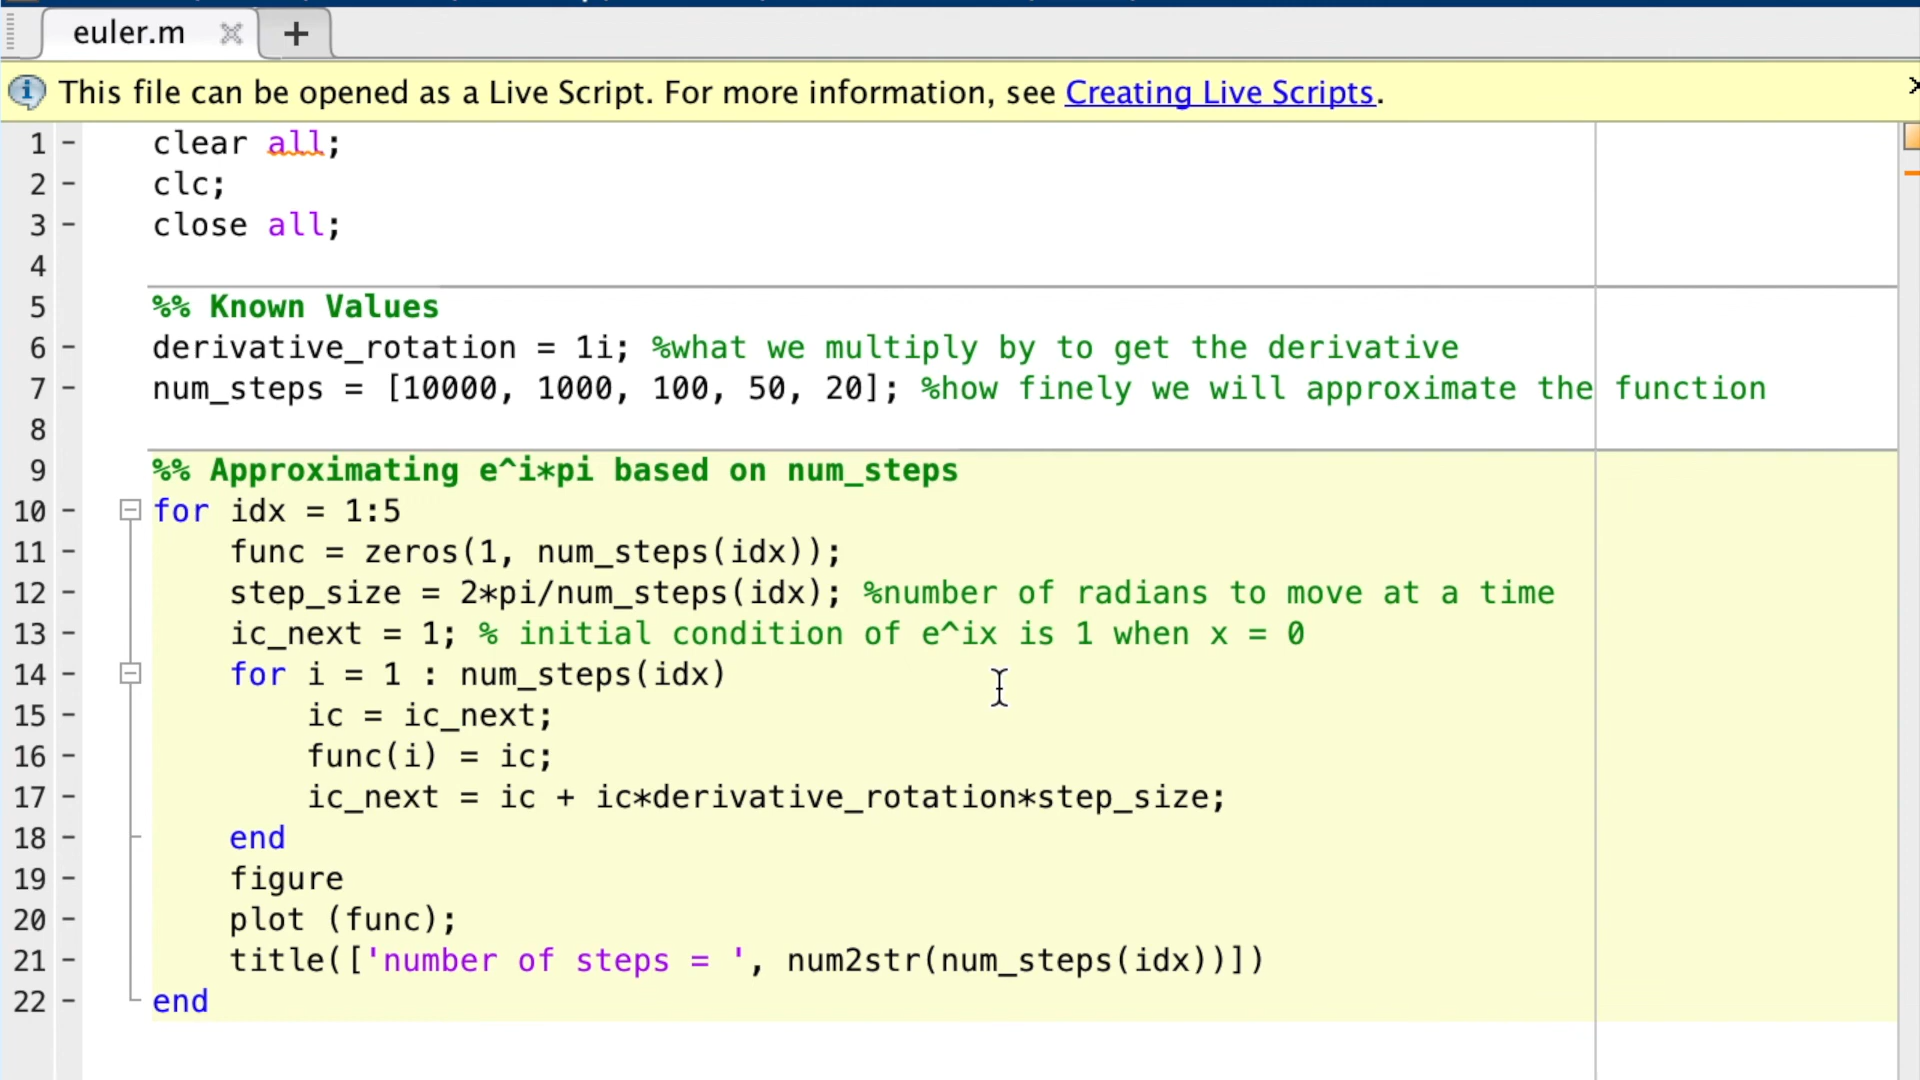 euler.m
This file can be opened as a Live Script. For more information, see Creating Live Scripts.
1 - clear all;
2 - clc;
3 - close all;
4
5 %% Known Values
6 - derivative_rotation = 1i; %what we multiply by to get the derivative
7 - num_steps = [10000, 1000, 100, 50, 20]; %how finely we will approximate the function
8
9 %% Approximating e^i*pi based on num_steps
10 - for idx = 1:5
11 - func = zeros(1, num_steps(idx));
12 - step_size = 2*pi/num_steps(idx); %number of radians to move at a time
13 - ic_next = 1; % initial condition of e^ix is 1 when x = 0
14 - for i = 1 : num_steps(idx)
15 - ic = ic_next;
16 - func(i) = ic;
17 - ic_next = ic + ic*derivative_rotation*step_size;
18 - end
19 - figure
20 - plot (func);
21 - title(['number of steps = ', num2str(num_steps(idx))])
22 - end